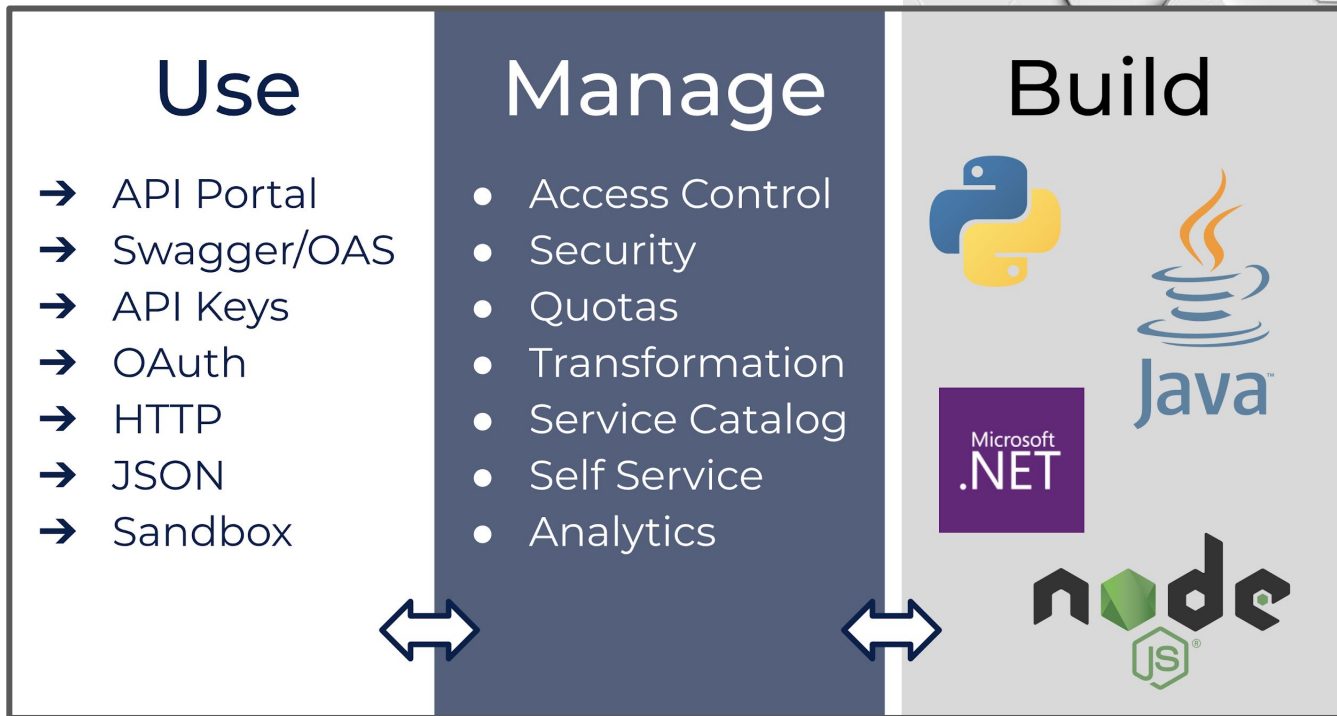 Use
→ API Portal
→ Swagger/OAS
→ API Keys
→ OAuth
→ HTTP
→ JSON
→ Sandbox
Manage
● Access Control
● Security
● Quotas
● Transformation
● Service Catalog
● Self Service
● Analytics
Build
Java™
Microsoft
.NET
node
JS®